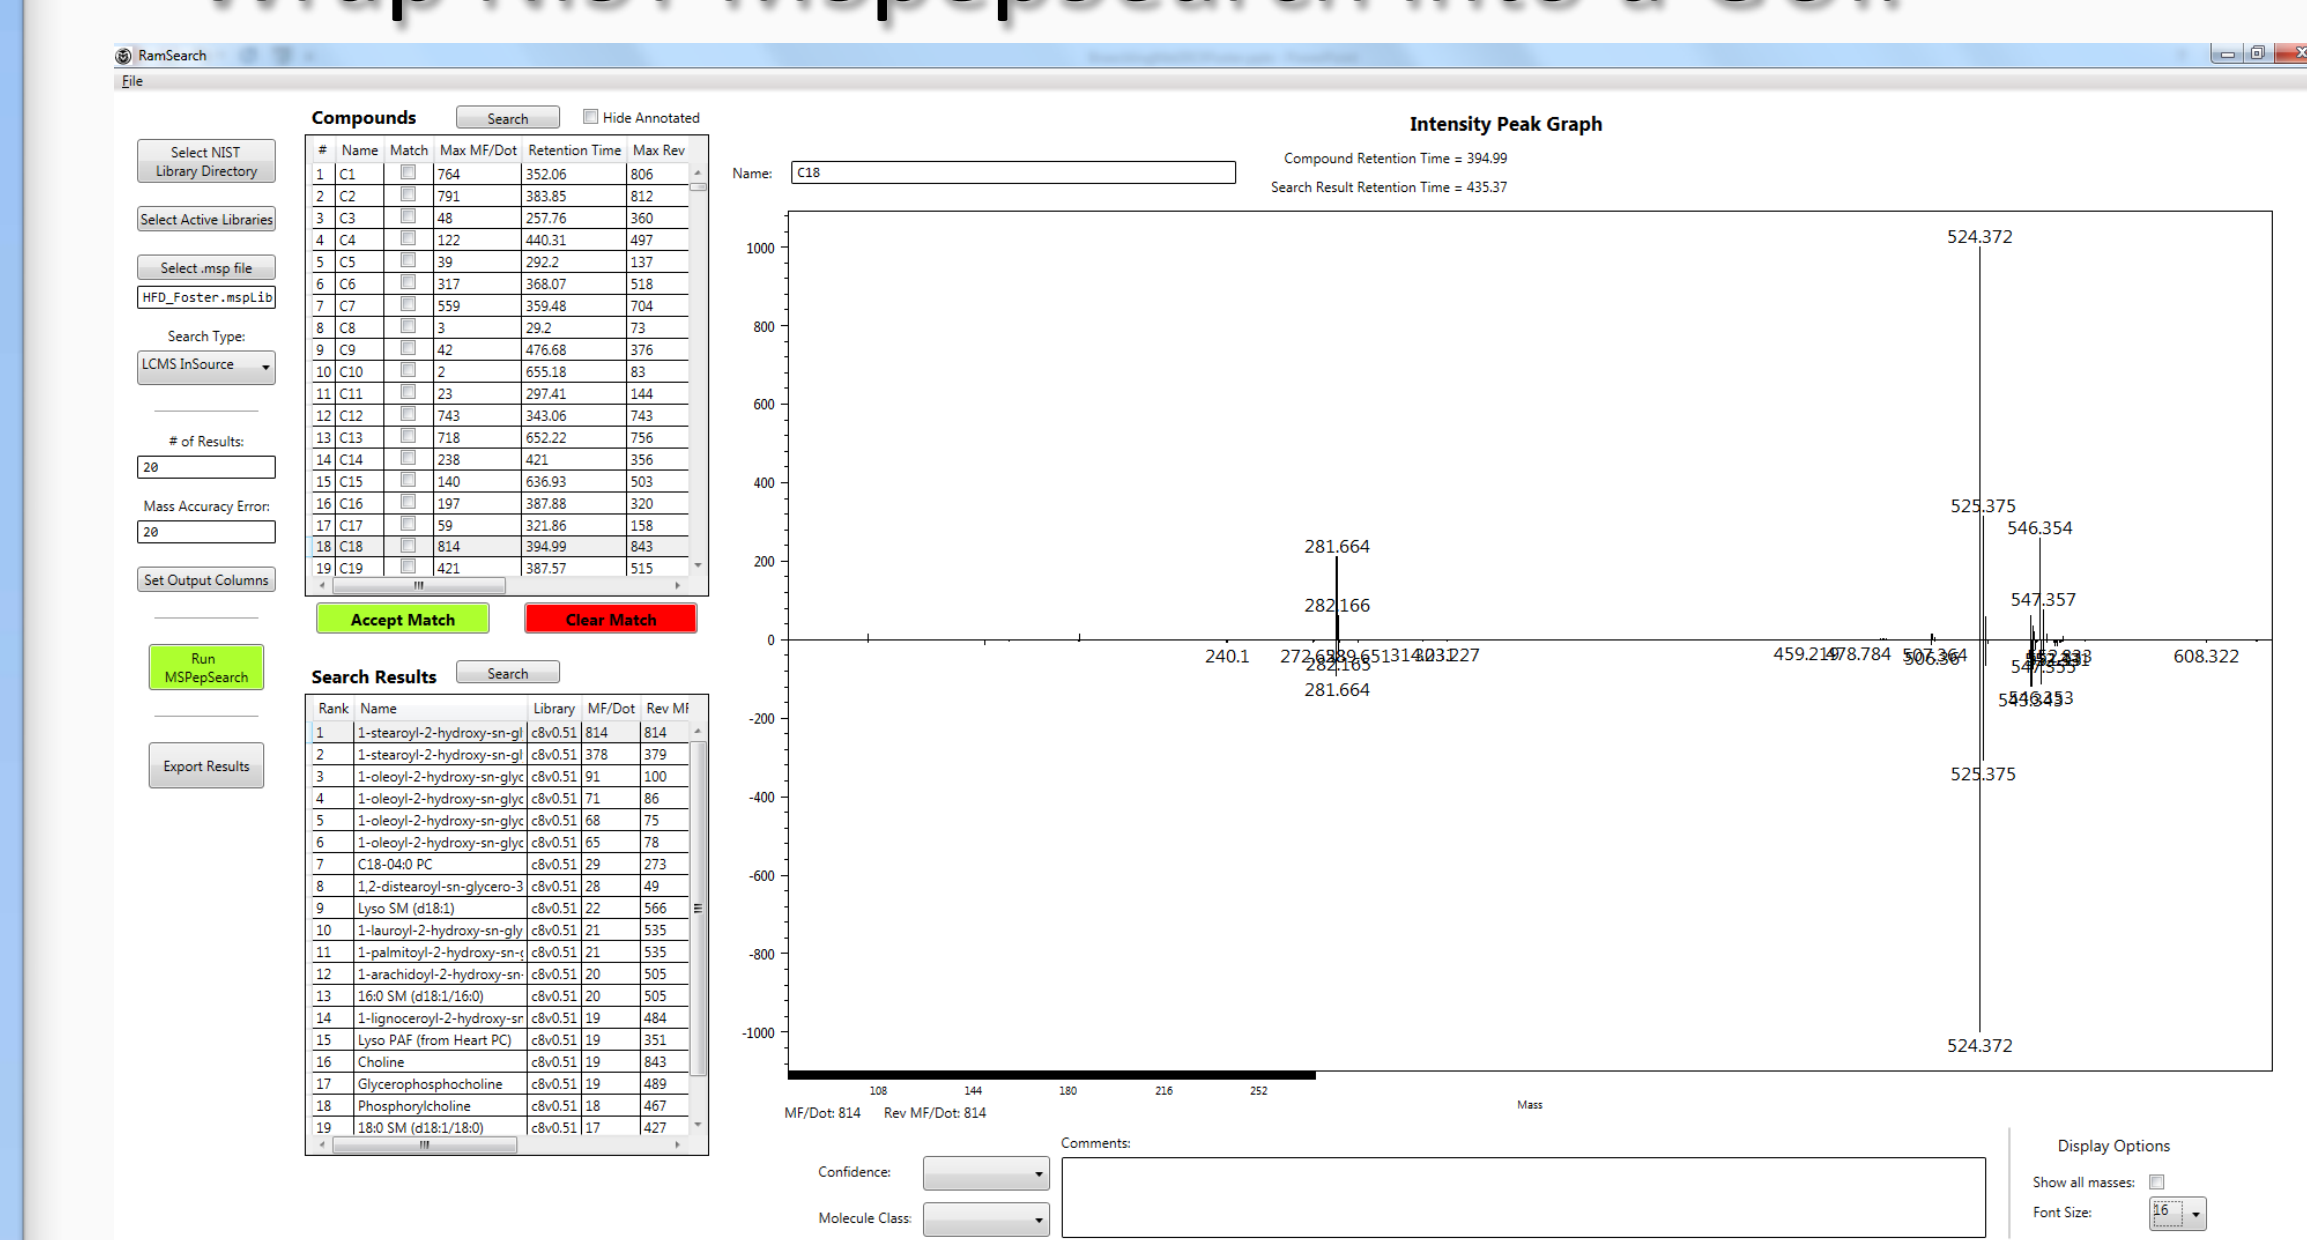 Wrap NIST MSpepsearch into a GUI
RamSearch
File
Select NIST
Library Directory
Select Active Libraries
Select .msp file
HFD_Foster.mspLib
Search Type:
LCMS InSource
# of Results:
20
Mass Accuracy Error:
20
Set Output Columns
Run
MSPepSearch
Export Results
Compounds Search Hide Annotated
# Name Match Max MF/Dot Retention Time Max Rev
1 C1 764 352.06 806
2 C2 791 383.85 812
3 C3 48 257.76 360
4 C4 122 440.31 497
5 C5 39 292.2 137
6 C6 317 368.07 518
7 C7 559 359.48 704
8 C8 3 29.2 73
9 C9 42 476.68 376
10 C10 2 655.18 83
11 C11 23 297.41 144
12 C12 743 343.06 743
13 C13 718 652.22 756
14 C14 238 421 356
15 C15 140 636.93 503
16 C16 197 387.88 320
17 C17 59 321.86 158
18 C18 814 394.99 843
19 C19 421 387.57 515
Accept Match Clear Match
Search Results Search
Rank Name Library MF/Dot Rev MF
1 1-stearoyl-2-hydroxy-sn-gl c8v0.51 814 814
2 1-stearoyl-2-hydroxy-sn-gl c8v0.51 378 379
3 1-oleoyl-2-hydroxy-sn-glyc c8v0.51 91 100
4 1-oleoyl-2-hydroxy-sn-glyc c8v0.51 71 86
5 1-oleoyl-2-hydroxy-sn-glyc c8v0.51 68 75
6 1-oleoyl-2-hydroxy-sn-glyc c8v0.51 65 78
7 C18-04:0 PC c8v0.51 29 273
8 1,2-distearoyl-sn-glycero-3 c8v0.51 28 49
9 Lyso SM (d18:1) c8v0.51 22 566
10 1-lauroyl-2-hydroxy-sn-gly c8v0.51 21 535
11 1-palmitoyl-2-hydroxy-sn-g c8v0.51 21 535
12 1-arachidoyl-2-hydroxy-sn- c8v0.51 20 505
13 16:0 SM (d18:1/16:0) c8v0.51 20 505
14 1-lignoceroyl-2-hydroxy-sn c8v0.51 19 484
15 Lyso PAF (from Heart PC) c8v0.51 19 351
16 Choline c8v0.51 19 843
17 Glycerophosphocholine c8v0.51 19 489
18 Phosphorylcholine c8v0.51 18 467
19 18:0 SM (d18:1/18:0) c8v0.51 17 427
Intensity Peak Graph
Compound Retention Time = 394.99
Name: C18
Search Result Retention Time = 435.37
524.372
1000
800
600
400
200
0
-200
-400
-600
-800
-1000
525.375
546.354
281.664
282.166
547.357
240.1
459.219
478.784
507.364
608.322
282.165
281.664
547.355
546.353
525.375
524.372
108 144 180 216 252
Mass
MF/Dot: 814 Rev MF/Dot: 814
Comments:
Confidence:
Molecule Class:
Display Options
Show all masses:
Font Size: 16